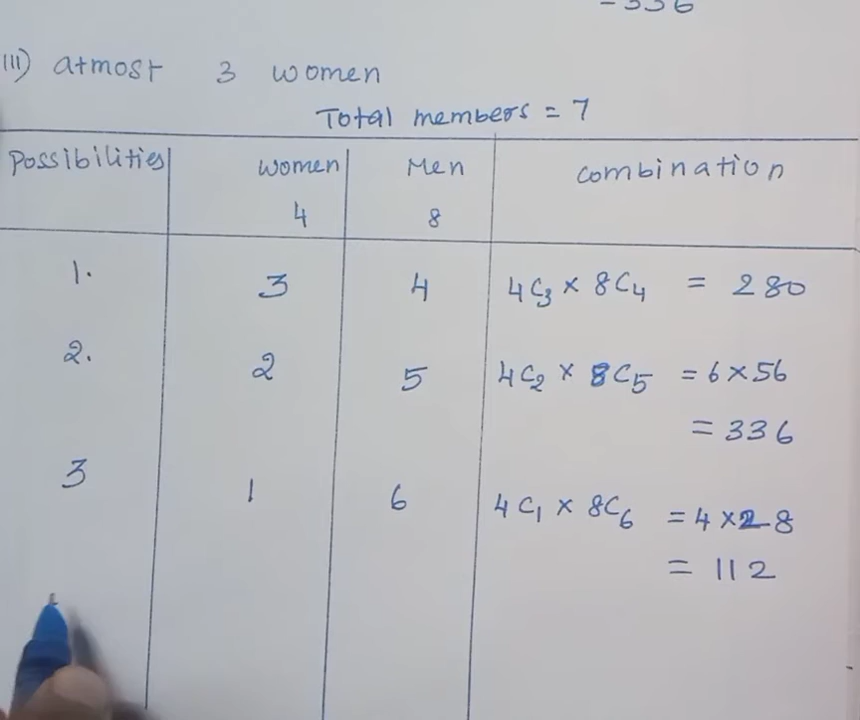 = 336
III) atmost 3 women
Total members = 7
Possibilities women Men combination
4 8
1. 3 4 4C₃ × 8C₄ = 280
2. 2 5 4C₂ × 8C₅ = 6×56
= 336
3 1 6 4C₁ × 8C₆ = 4×28
= 112